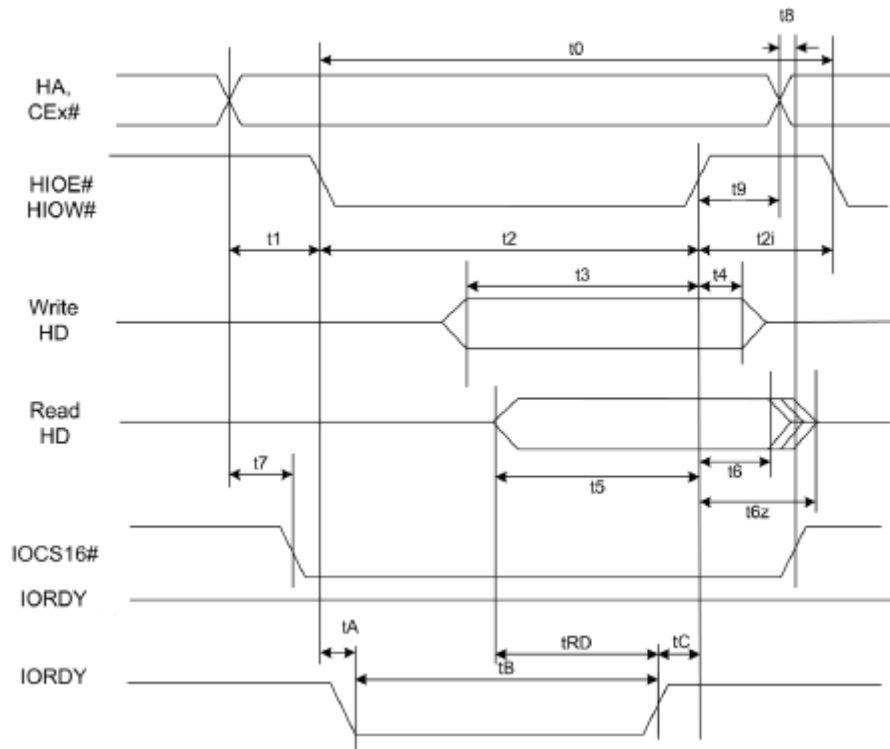 t8
t0
HA,
CEx#
HIOE#
HIOW#
t9
t1
t2
t2i
t3
t4
Write
HD
Read
HD
t7
t6
t5
t6z
IOCS16#
IORDY
tA
tRD
tC
tB
IORDY